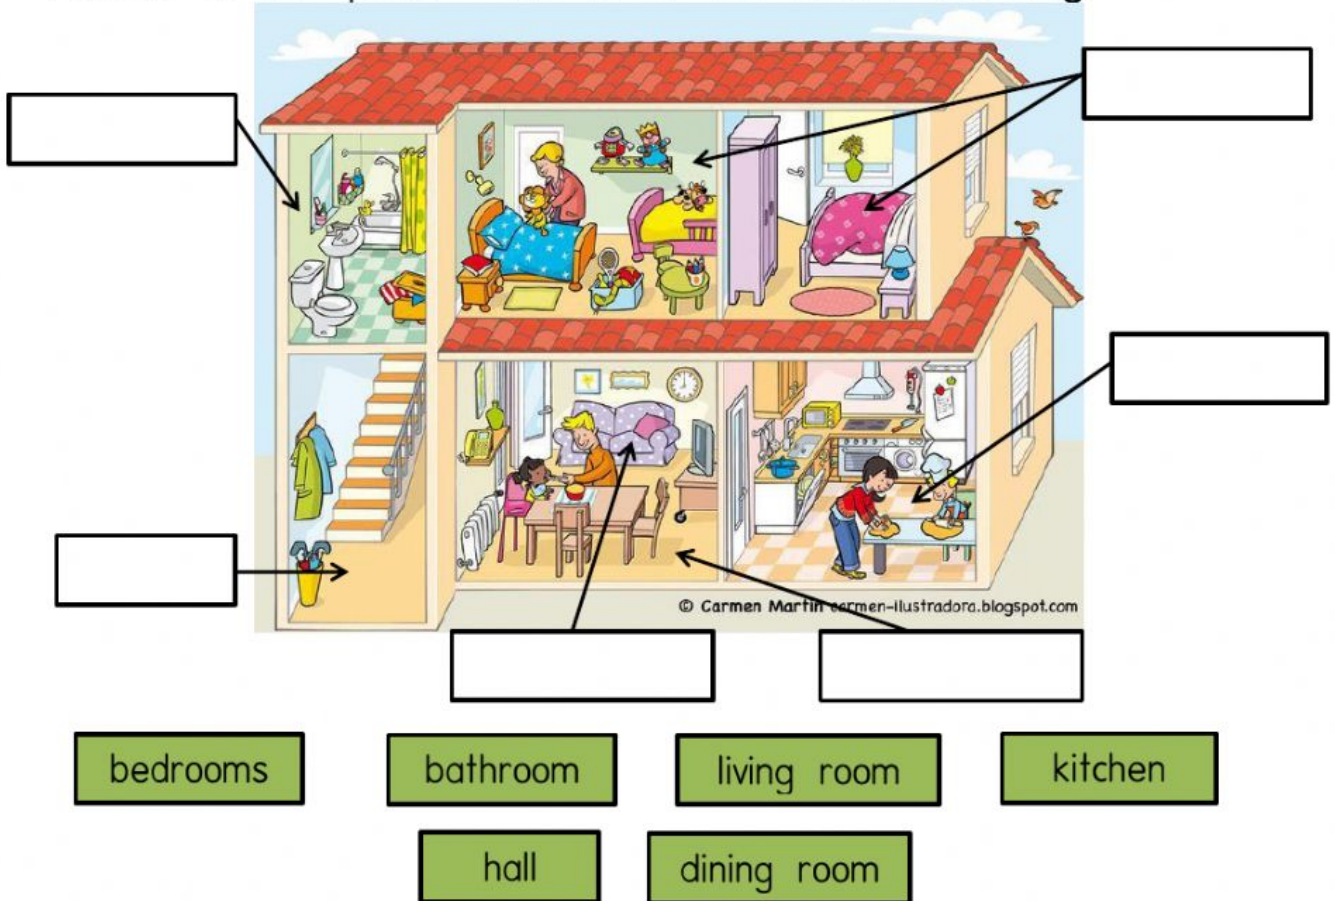 © Carmen Martín carmen-ilustradora.blogspot.com
bedrooms bathroom living room kitchen
hall dining room